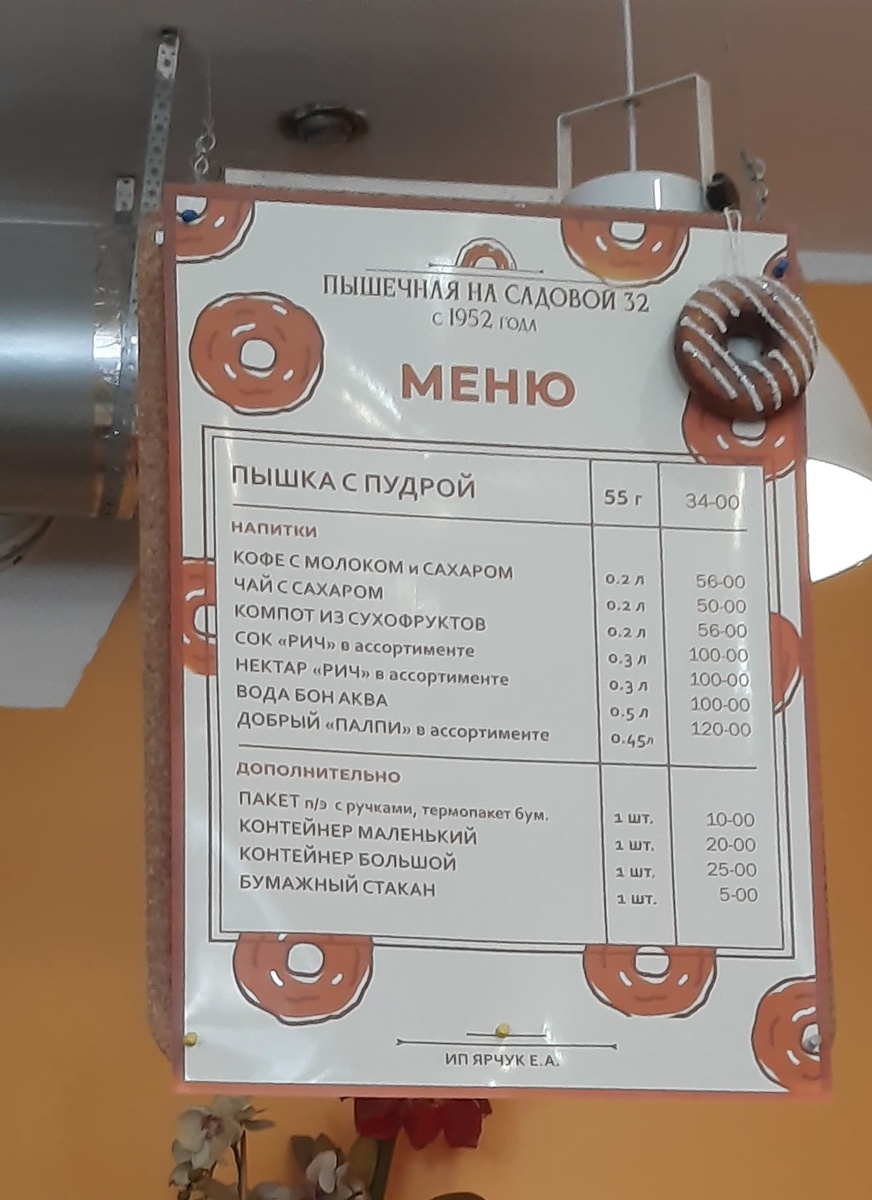 ПЫШЕЧНАЯ НА САДОВОЙ 32
с 1952 года
МЕНЮ
ПЫШКА С ПУДРОЙ 55 г 34-00
НАПИТКИ
КОФЕ С МОЛОКОМ и САХАРОМ 0.2 л 56-00
ЧАЙ С САХАРОМ 0.2 л 50-00
КОМПОТ ИЗ СУХОФРУКТОВ 0.2 л 56-00
СОК «РИЧ» в ассортименте 0.3 л 100-00
НЕКТАР «РИЧ» в ассортименте 0.3 л 100-00
ВОДА БОН АКВА 0.5 л 100-00
ДОБРЫЙ «ПАЛПИ» в ассортименте 0.45л 120-00
ДОПОЛНИТЕЛЬНО
ПАКЕТ п/э с ручками, термопакет бум. 1 шт. 10-00
КОНТЕЙНЕР МАЛЕНЬКИЙ 1 шт. 20-00
КОНТЕЙНЕР БОЛЬШОЙ 1 шт. 25-00
БУМАЖНЫЙ СТАКАН 1 шт. 5-00
ИП ЯРЧУК Е.А.